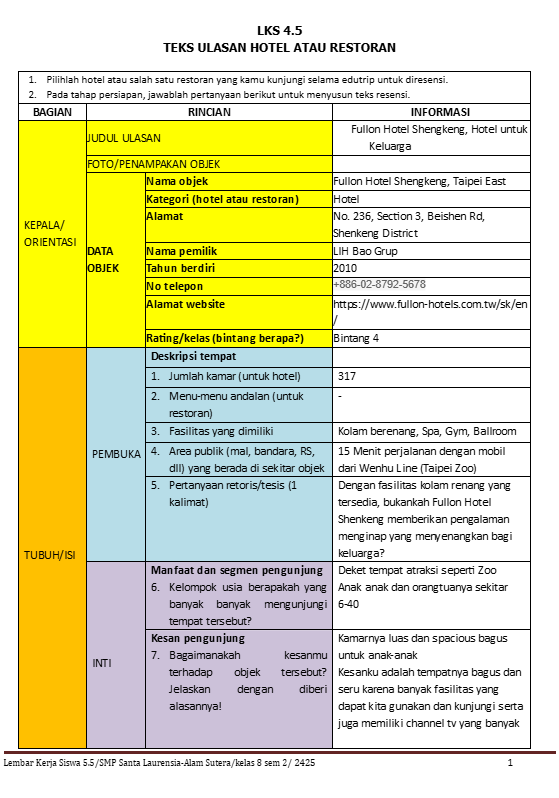 LKS 4.5
TEKS ULASAN HOTEL ATAU RESTORAN
1. Pilihlah hotel atau salah satu restoran yang kamu kunjungi selama edutrip untuk diresensi.
2. Pada tahap persiapan, jawablah pertanyaan berikut untuk menyusun teks resensi.
BAGIAN RINCIAN INFORMASI
KEPALA/
ORIENTASI
JUDUL ULASAN
Fullon Hotel Shengkeng, Hotel untuk
Keluarga
FOTO/PENAMPAKAN OBJEK
DATA
OBJEK
Nama objek
Fullon Hotel Shengkeng, Taipei East
Kategori (hotel atau restoran)
Hotel
Alamat
No. 236, Section 3, Beishen Rd,
Shenkeng District
Nama pemilik
LIH Bao Grup
Tahun berdiri
2010
No telepon
+886-02-8792-5678
Alamat website
https://www.fullon-hotels.com.tw/sk/en
/
Rating/kelas (bintang berapa?)
Bintang 4
TUBUH/ISI
PEMBUKA
Deskripsi tempat
1. Jumlah kamar (untuk hotel)
317
2. Menu-menu andalan (untuk
restoran)
-
3. Fasilitas yang dimiliki
Kolam berenang, Spa, Gym, Ballroom
4. Area publik (mal, bandara, RS,
dll) yang berada di sekitar objek
15 Menit perjalanan dengan mobil
dari Wenhu Line (Taipei Zoo)
5. Pertanyaan retoris/tesis (1
kalimat)
Dengan fasilitas kolam renang yang
tersedia, bukankah Fullon Hotel
Shenkeng memberikan pengalaman
menginap yang menyenangkan bagi
keluarga?
INTI
Manfaat dan segmen pengunjung
6. Kelompok usia berapakah yang
banyak banyak mengunjungi
tempat tersebut?
Deket tempat atraksi seperti Zoo
Anak anak dan orangtuanya sekitar
6-40
Kesan pengunjung
7. Bagaimanakah kesanmu
terhadap objek tersebut?
Jelaskan dengan diberi
alasannya!
Kamarnya luas dan spacious bagus
untuk anak-anak
Kesanku adalah tempatnya bagus dan
seru karena banyak fasilitas yang
dapat kita gunakan dan kunjungi serta
juga memiliki channel tv yang banyak
Lembar Kerja Siswa 5.5/SMP Santa Laurensia-Alam Sutera/kelas 8 sem 2/ 2425 1